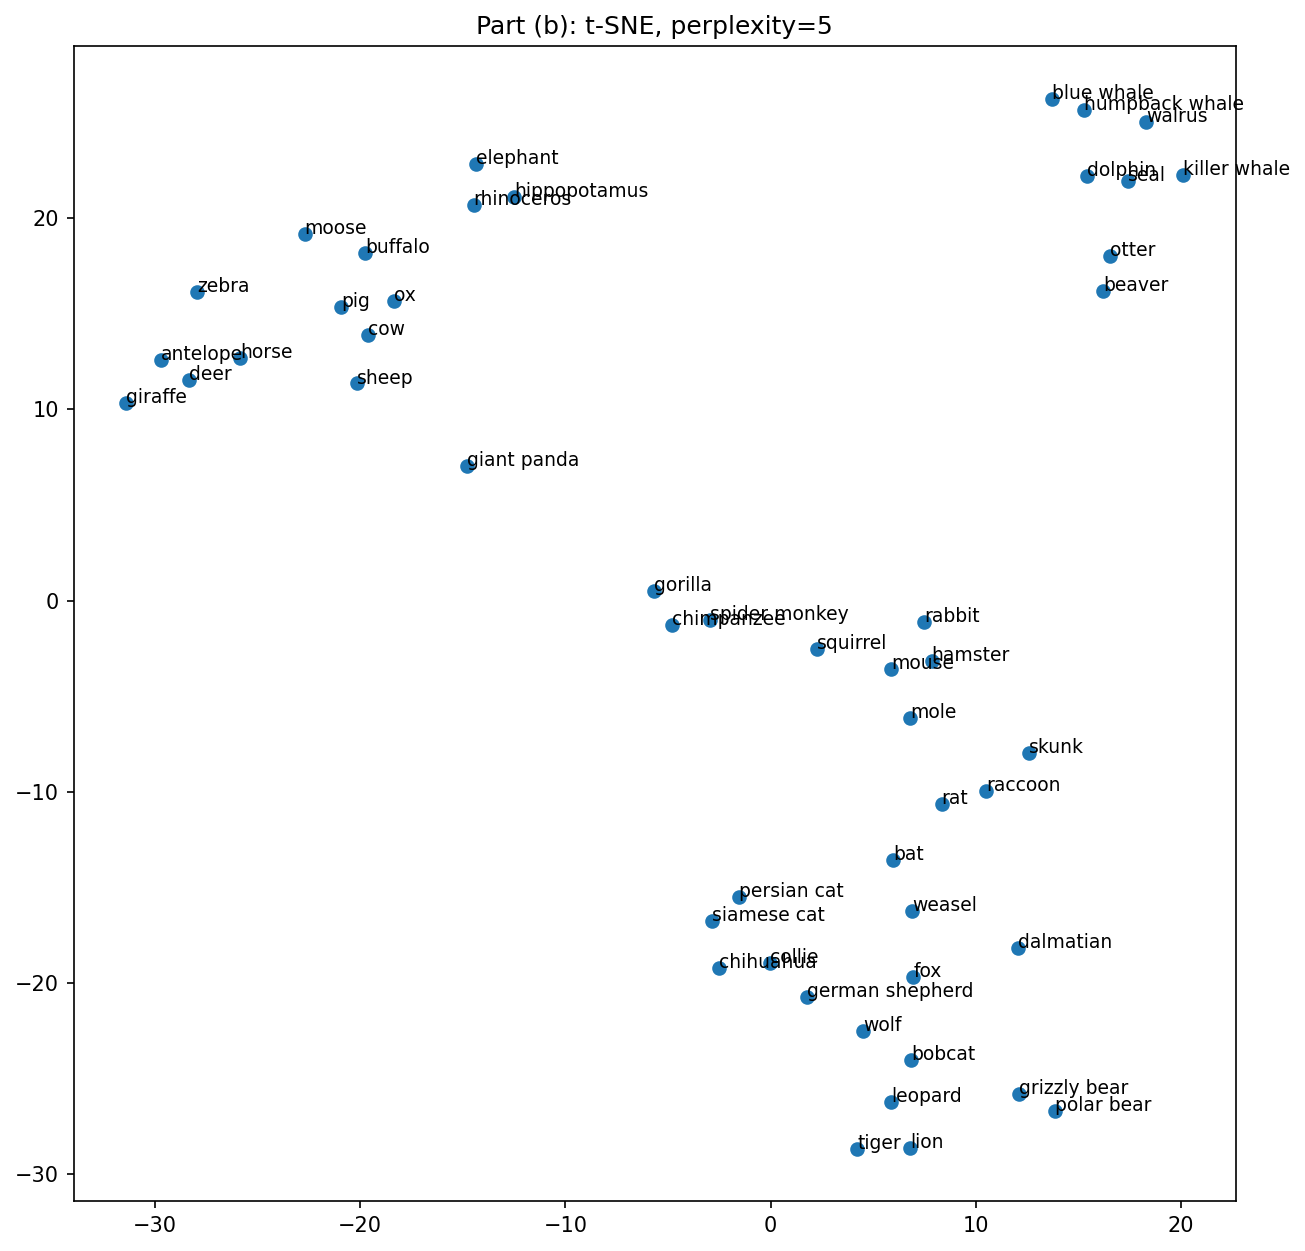 Part (b): t-SNE, perplexity=5
blue whale
humpback whale
walrus
elephant
dolphin
seal
killer whale
hippopotamus
rhinoceros
moose
buffalo
otter
zebra
pig
ox
beaver
cow
antelope
horse
deer
sheep
giraffe
giant panda
gorilla
spider monkey
chimpanzee
rabbit
squirrel
hamster
mouse
mole
skunk
raccoon
rat
bat
persian cat
weasel
siamese cat
dalmatian
collie
chihuahua
fox
german shepherd
wolf
bobcat
grizzly bear
leopard
polar bear
tiger
lion
20
10
0
−10
−20
−30
−30
−20
−10
0
10
20